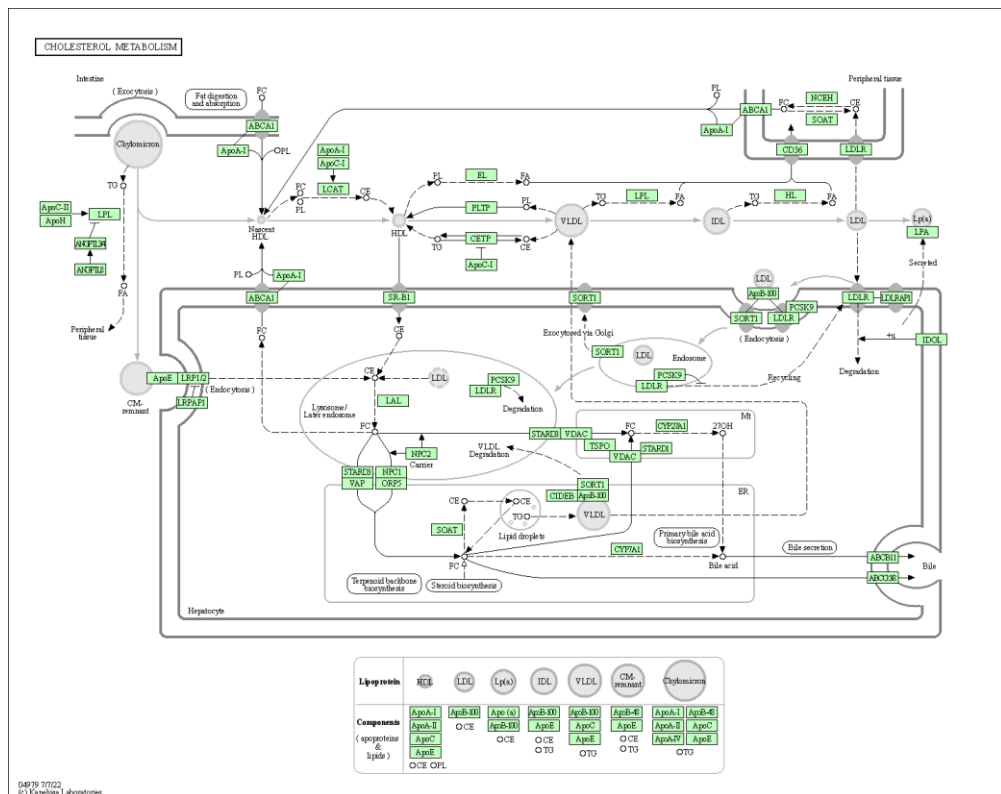 CHOLESTEROL METABOLISM
Intestine
( Exocytosis )
Fat digestion
and absorption
FC
ABCA1
ApoA-I
PL
Chylomicron
TG
ApoC-II
ApoH
LPL
ANGPTL8
FA
Peripheral
tissue
CM-
remnant
ApoE
LRP1/2
LRPAP1
( Endocytosis )
Nascent
HDL
FC
PL
ApoA-I
ApoC-I
LCAT
CE
HDL
PL
EL
FA
PLTP
PL
CETP
TG
CE
ApoC-I
VLDL
TG
LPL
FA
IDL
TG
HL
FA
LDL
Lp(a)
LPA
Secreted
Peripheral tissue
PL
ABCA1
ApoA-I
FC
NCEH
CE
SOAT
CD36
LDLR
PL
ApoA-I
ABCA1
FC
SR-B1
CE
SORT1
Exocytosed via Golgi
SORT1
LDL
Endosome
PCSK9
LDLR
LDL
ApoB-100
SORT1
LDLR
PCSK9
( Endocytosis )
LDLR
LDLRAP1
+u
IDOL
Recycling
Degradation
CE
LDL
LAL
PCSK9
LDLR
Degradation
Lysosome/
Later endosome
FC
NPC2
Carrier
STARD3
VAP
NPC1
ORP5
STARD3
VDAC
FC
CYP27A1
27OH
Mt
TSPO
VDAC
STARD1
VLDL
Degradation
SORT1
CIDEB
ApoB-100
VLDL
ER
CE
CE
TG
Lipid droplets
SOAT
FC
CYP7A1
Primary bile acid
biosynthesis
Bile acid
Bile secretion
ABCB11
Bile
Terpenoid backbone
biosynthesis
Steroid biosynthesis
Hepatocyte
Lipoprotein
HDL
LDL
Lp(a)
IDL
VLDL
CM-
remnant
Chylomicron
Components
( apoproteins
&
lipids )
ApoA-I
ApoA-II
ApoC
ApoE
CE PL
ApoB-100
CE
Apo (a)
ApoB-100
CE
ApoB-100
ApoE
CE
TG
ApoB-100
ApoC
ApoE
TG
ApoB-48
ApoE
CE
TG
ApoA-I ApoB-48
ApoA-II ApoC
ApoA-IV ApoE
TG
04979 7/7/22
(c) Kanehisa Laboratories